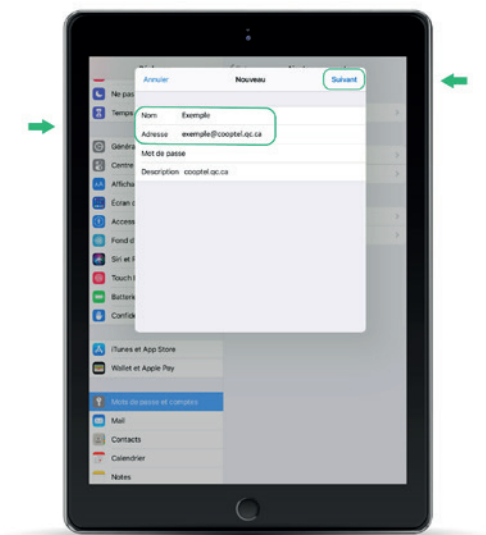 Annuler Nouveau Suivant
Nom Exemple
Adresse exemple@cooptel.qc.ca
Mot de passe
Description cooptel.qc.ca
Ne pas
Temps
Généra
Centre
Afficha
Écran d
Access
Fond d
Siri et
Touch I
Batterie
Confide
iTunes et App Store
Wallet et Apple Pay
Mots de passe et comptes
Mail
Contacts
Calendrier
Notes